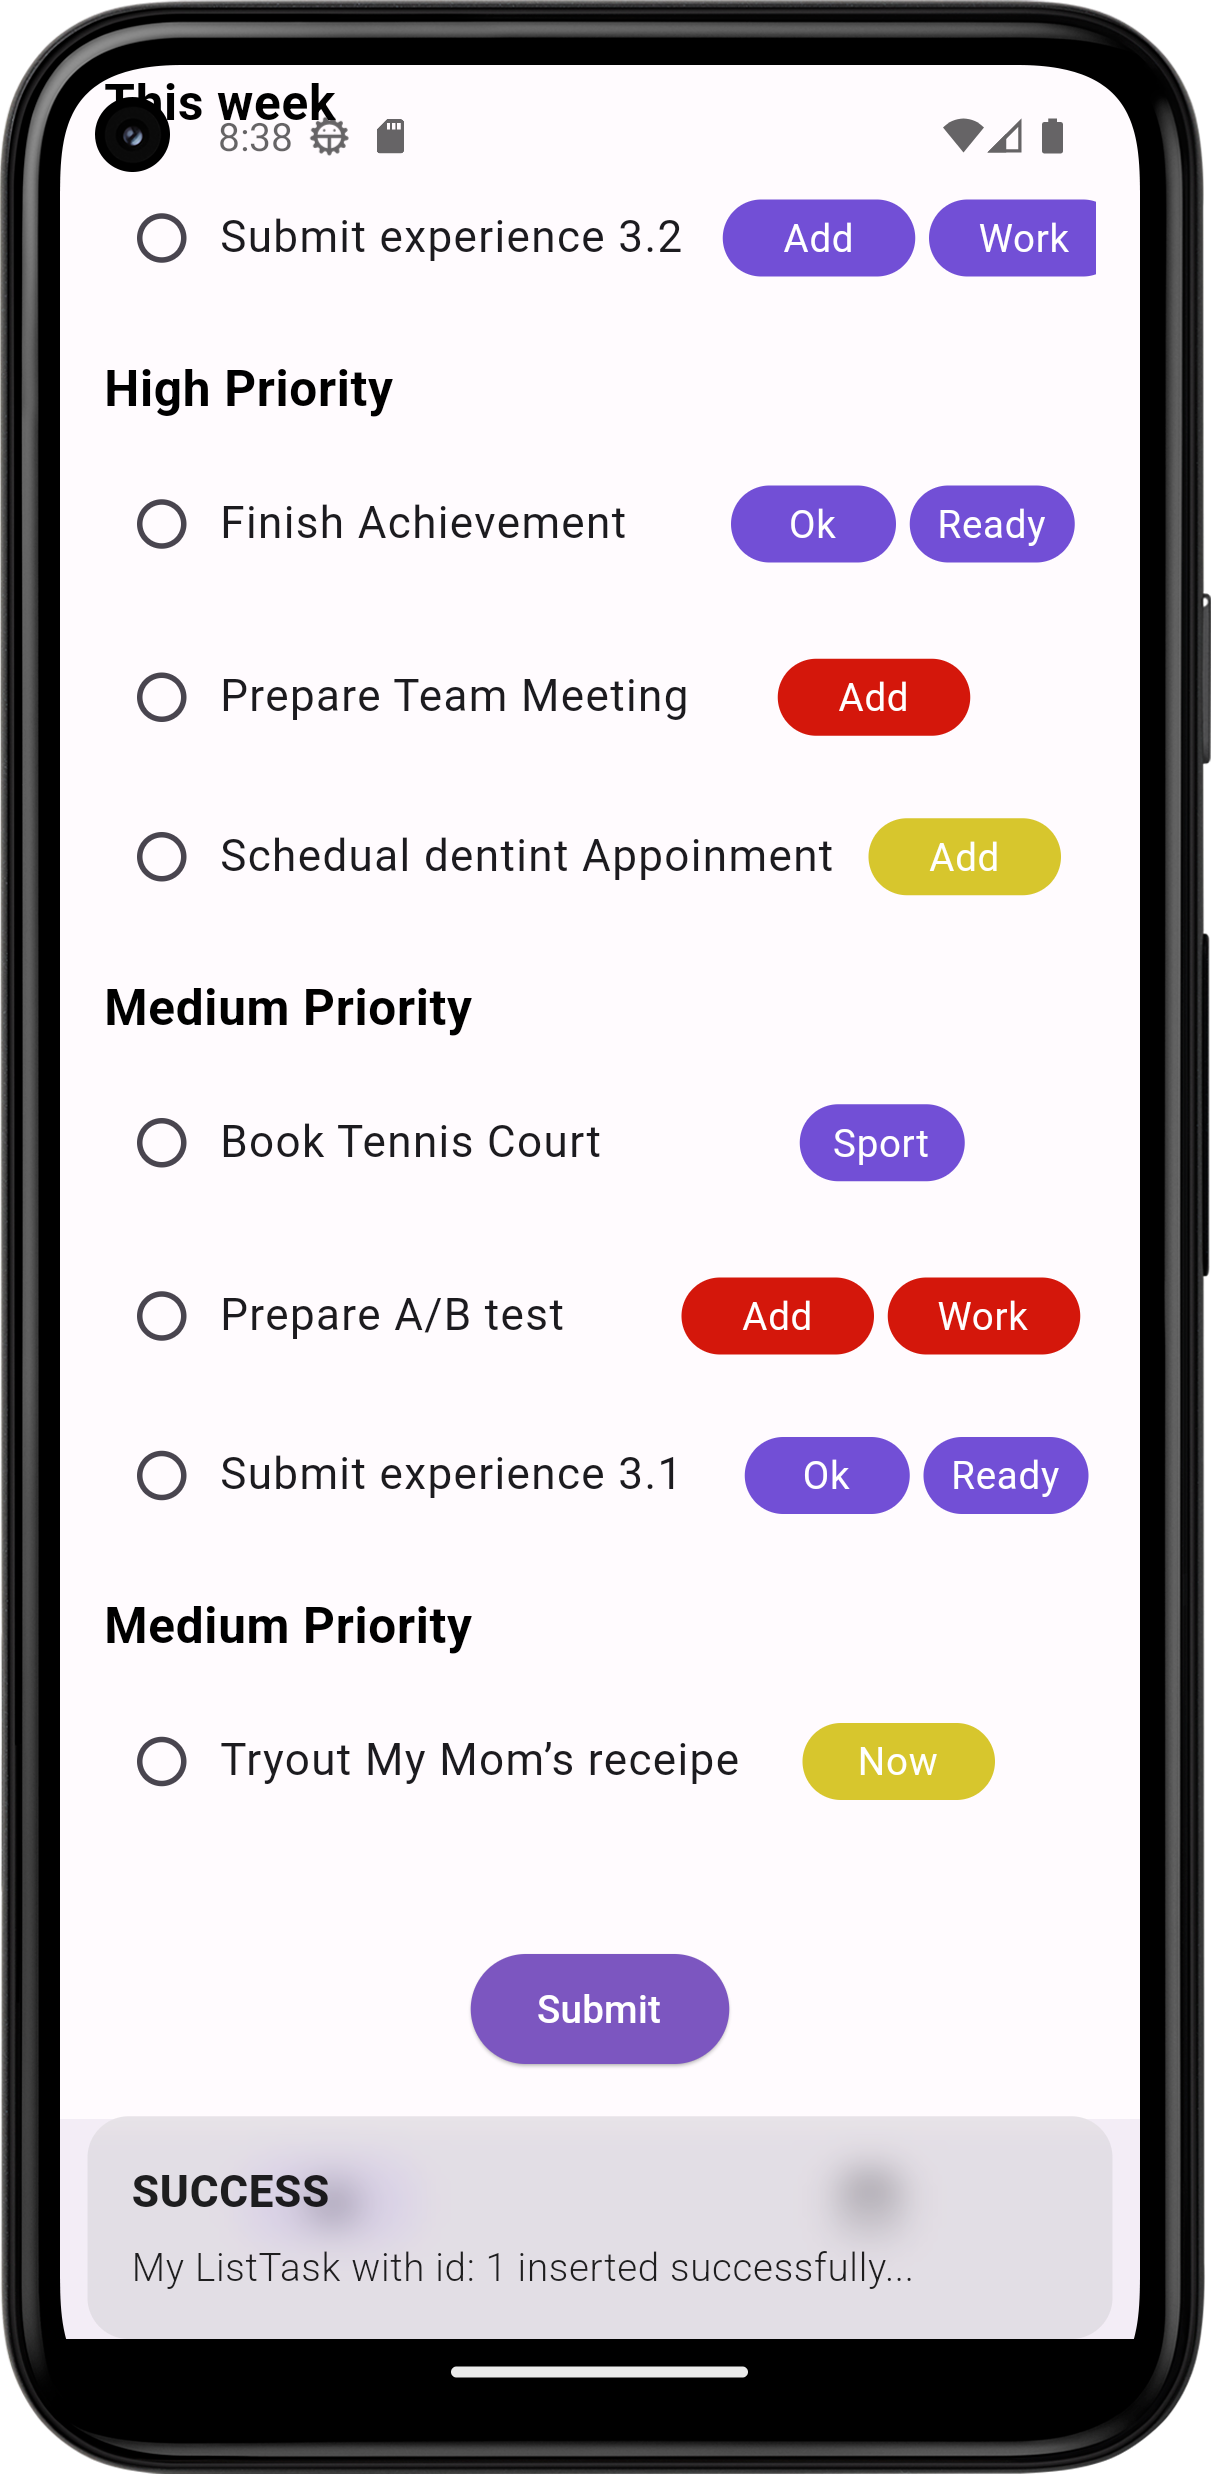 This week
8:38
Submit experience 3.2 Add Work
High Priority
Finish Achievement Ok Ready
Prepare Team Meeting Add
Schedual dentint Appoinment Add
Medium Priority
Book Tennis Court Sport
Prepare A/B test Add Work
Submit experience 3.1 Ok Ready
Medium Priority
Tryout My Mom’s receipe Now
Submit
SUCCESS
My ListTask with id: 1 inserted successfully...